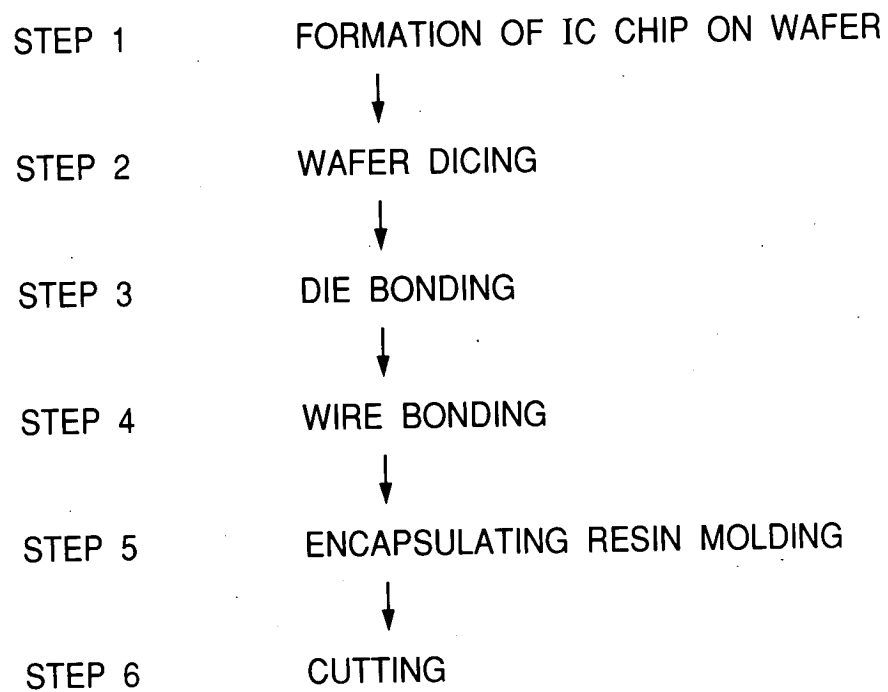 STEP 1 FORMATION OF IC CHIP ON WAFER
STEP 2 WAFER DICING
STEP 3 DIE BONDING
STEP 4 WIRE BONDING
STEP 5 ENCAPSULATING RESIN MOLDING
STEP 6 CUTTING